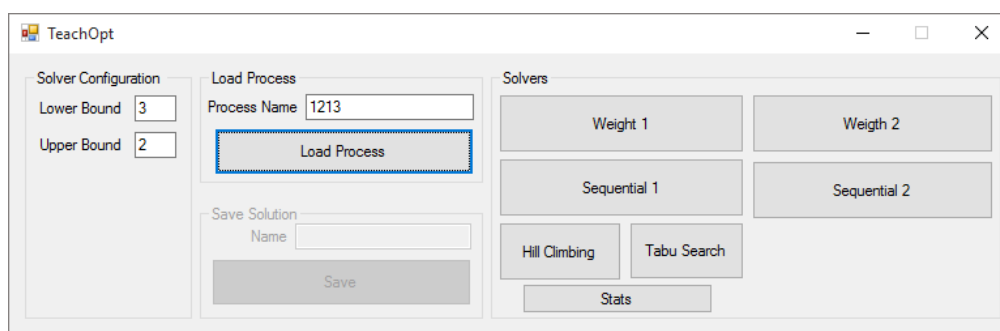 TeachOpt
Solver Configuration
Lower Bound 3
Upper Bound 2
Load Process
Process Name 1213
Load Process
Save Solution
Name
Save
Solvers
Weight 1
Weigth 2
Sequential 1
Sequential 2
Hill Climbing
Tabu Search
Stats